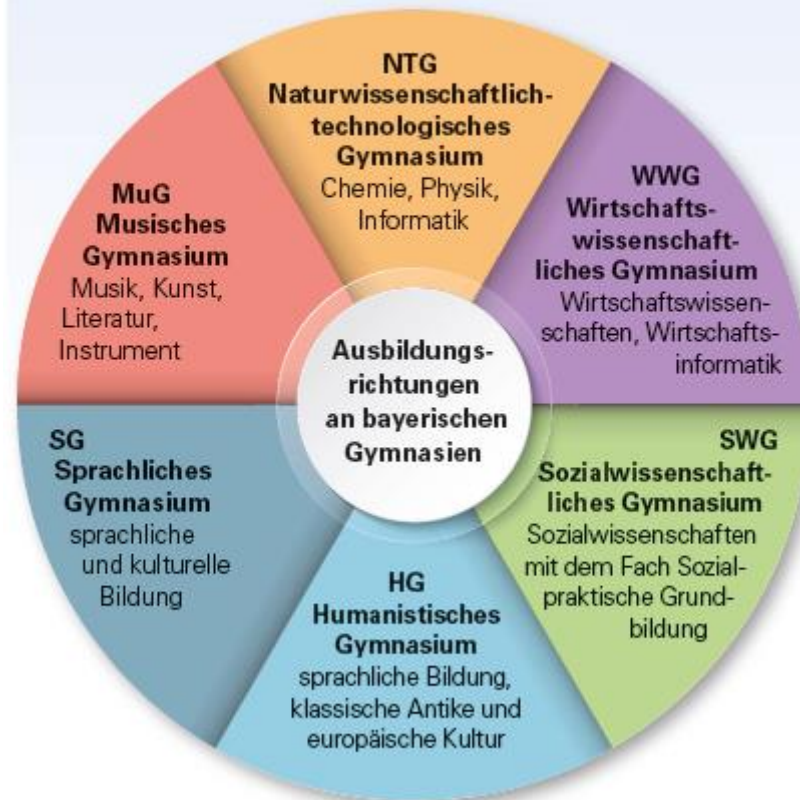 NTG
Naturwissenschaftlich-
technologisches
Gymnasium
Chemie, Physik,
Informatik
WWG
Wirtschafts-
wissenschaft-
liches Gymnasium
Wirtschaftswissen-
schaften, Wirtschafts-
informatik
SWG
Sozialwissenschaft-
liches Gymnasium
Sozialwissenschaften
mit dem Fach Sozial-
praktische Grund-
bildung
HG
Humanistisches
Gymnasium
sprachliche Bildung,
klassische Antike und
europäische Kultur
SG
Sprachliches
Gymnasium
sprachliche
und kulturelle
Bildung
MuG
Musisches
Gymnasium
Musik, Kunst,
Literatur,
Instrument
Ausbildungs-
richtungen
an bayerischen
Gymnasien